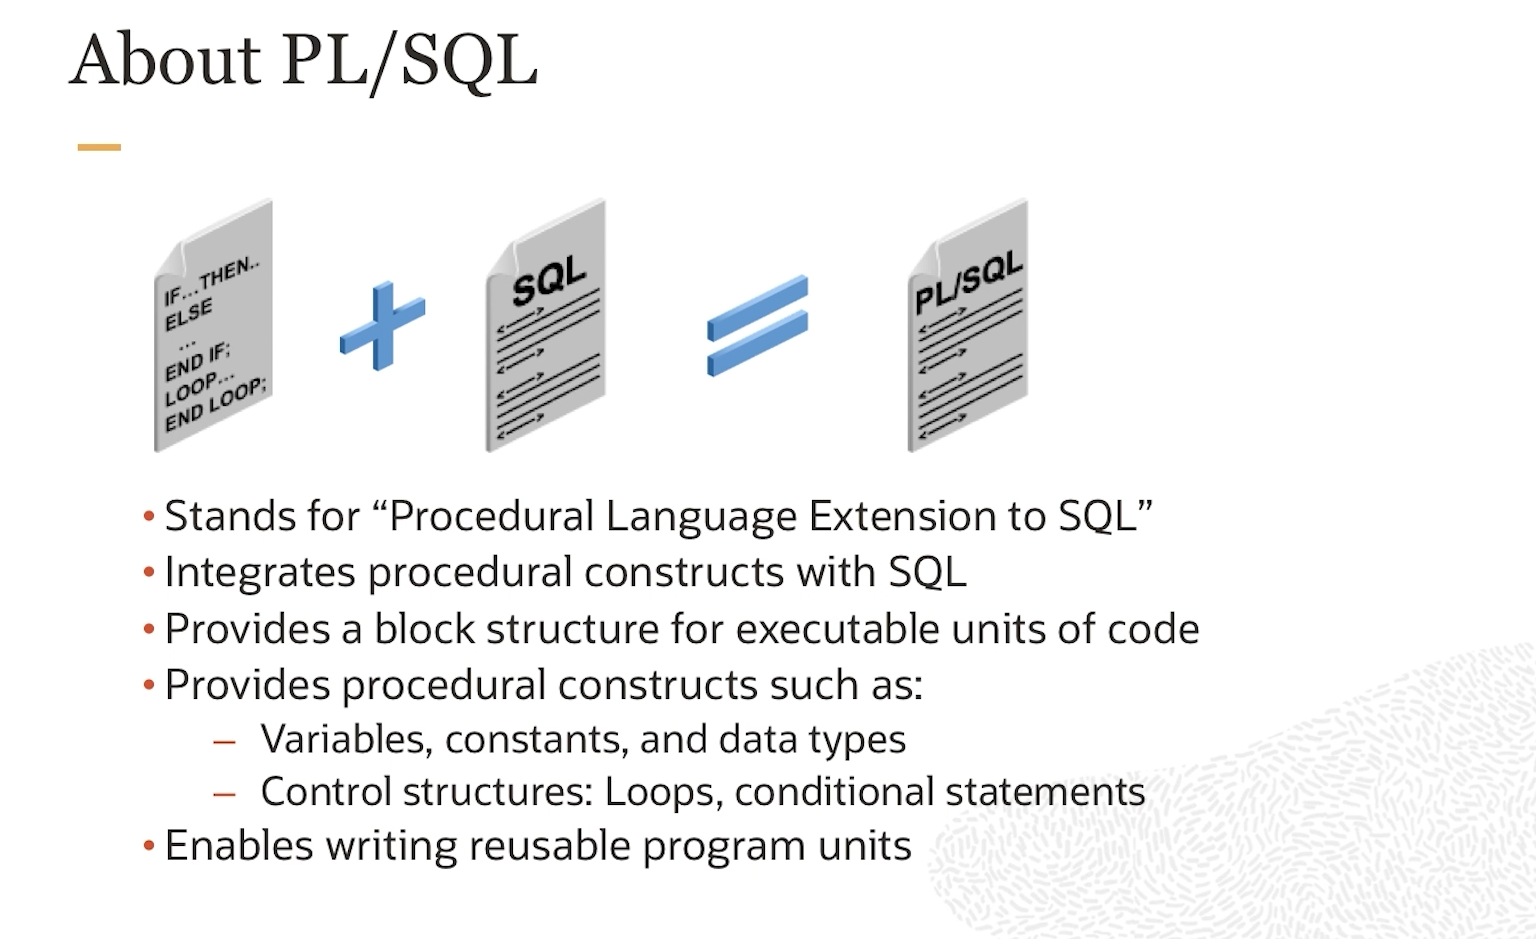 About PL/SQL
IF...THEN..
ELSE
...
END IF;
LOOP...
END LOOP;
SQL
PL/SQL
• Stands for “Procedural Language Extension to SQL”
• Integrates procedural constructs with SQL
• Provides a block structure for executable units of code
• Provides procedural constructs such as:
– Variables, constants, and data types
– Control structures: Loops, conditional statements
• Enables writing reusable program units